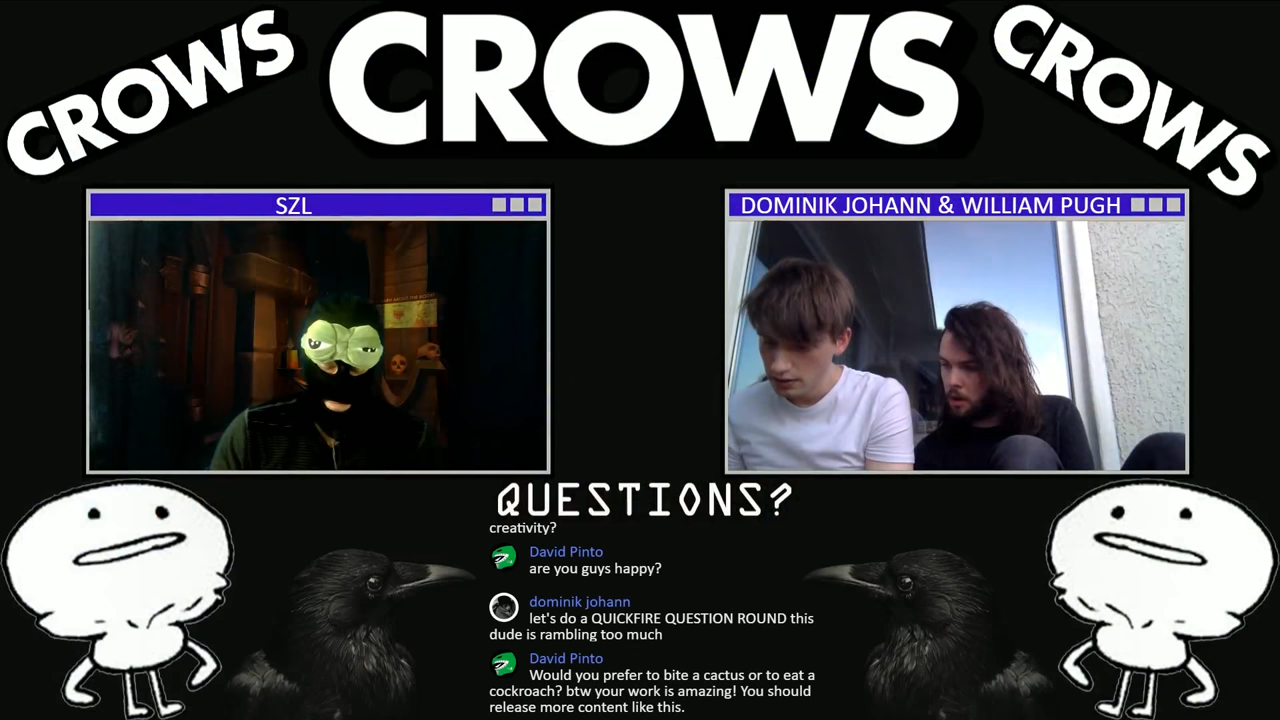 CROWS
CROWS
CROWS
SZL
DOMINIK JOHANN & WILLIAM PUGH
QUESTIONS?
creativity?
David Pinto
are you guys happy?
dominik johann
let's do a QUICKFIRE QUESTION ROUND this
dude is rambling too much
David Pinto
Would you prefer to bite a cactus or to eat a
cockroach? btw your work is amazing! You should
release more content like this.